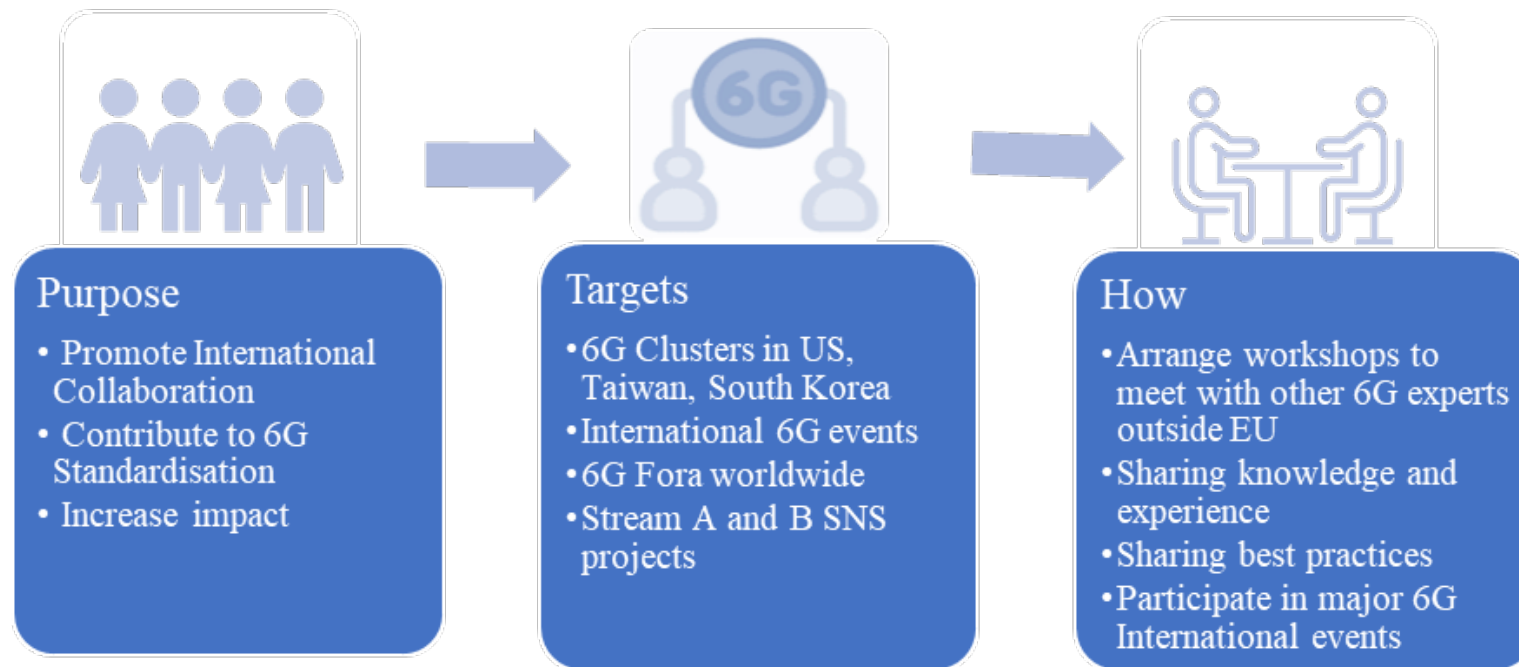 6G
Purpose
• Promote International
Collaboration
• Contribute to 6G
Standardisation
• Increase impact
Targets
•6G Clusters in US,
Taiwan, South Korea
•International 6G events
•6G Fora worldwide
•Stream A and B SNS
projects
How
•Arrange workshops to
meet with other 6G experts
outside EU
•Sharing knowledge and
experience
•Sharing best practices
•Participate in major 6G
International events